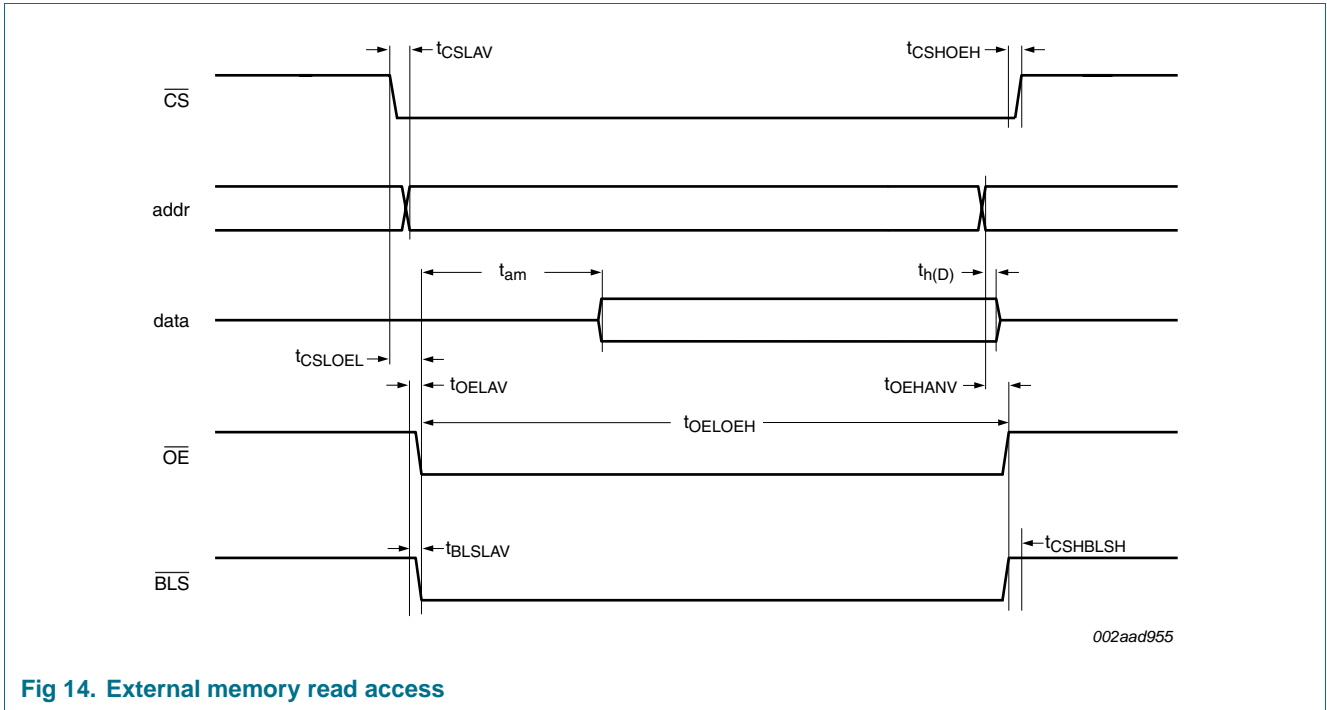 tCSLAV
tCSHOEH
CS
addr
tam
th(D)
data
tCSLOEL
tOELAV
tOEHANV
tOELOEH
OE
tBLSLAV
tCSHBLSH
BLS
002aad955
Fig 14. External memory read access